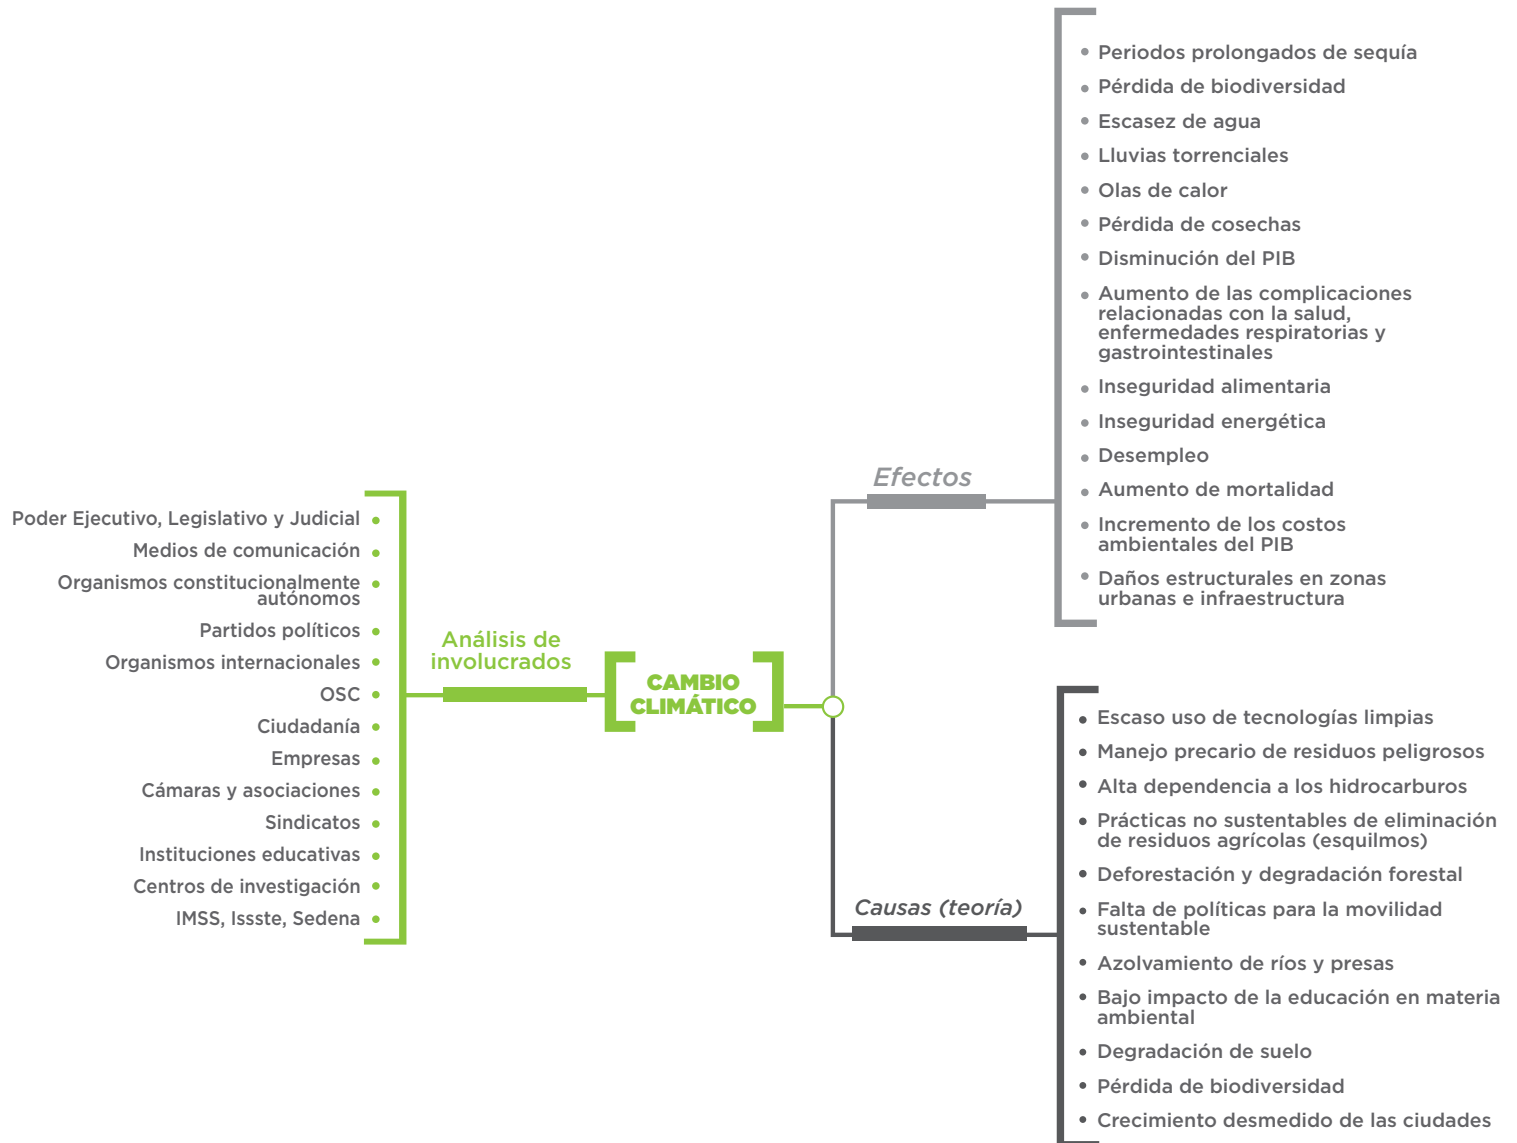 Poder Ejecutivo, Legislativo y Judicial
Medios de comunicación
Organismos constitucionalmente
autónomos
Partidos políticos
Organismos internacionales
OSC
Ciudadanía
Empresas
Cámaras y asociaciones
Sindicatos
Instituciones educativas
Centros de investigación
IMSS, Issste, Sedena
Análisis de
involucrados
CAMBIO
CLIMÁTICO
Efectos
Periodos prolongados de sequía
Pérdida de biodiversidad
Escasez de agua
Lluvias torrenciales
Olas de calor
Pérdida de cosechas
Disminución del PIB
Aumento de las complicaciones
relacionadas con la salud,
enfermedades respiratorias y
gastrointestinales
Inseguridad alimentaria
Inseguridad energética
Desempleo
Aumento de mortalidad
Incremento de los costos
ambientales del PIB
Daños estructurales en zonas
urbanas e infraestructura
Causas (teoría)
Escaso uso de tecnologías limpias
Manejo precario de residuos peligrosos
Alta dependencia a los hidrocarburos
Prácticas no sustentables de eliminación
de residuos agrícolas (esquilmos)
Deforestación y degradación forestal
Falta de políticas para la movilidad
sustentable
Azolvamiento de ríos y presas
Bajo impacto de la educación en materia
ambiental
Degradación de suelo
Pérdida de biodiversidad
Crecimiento desmedido de las ciudades